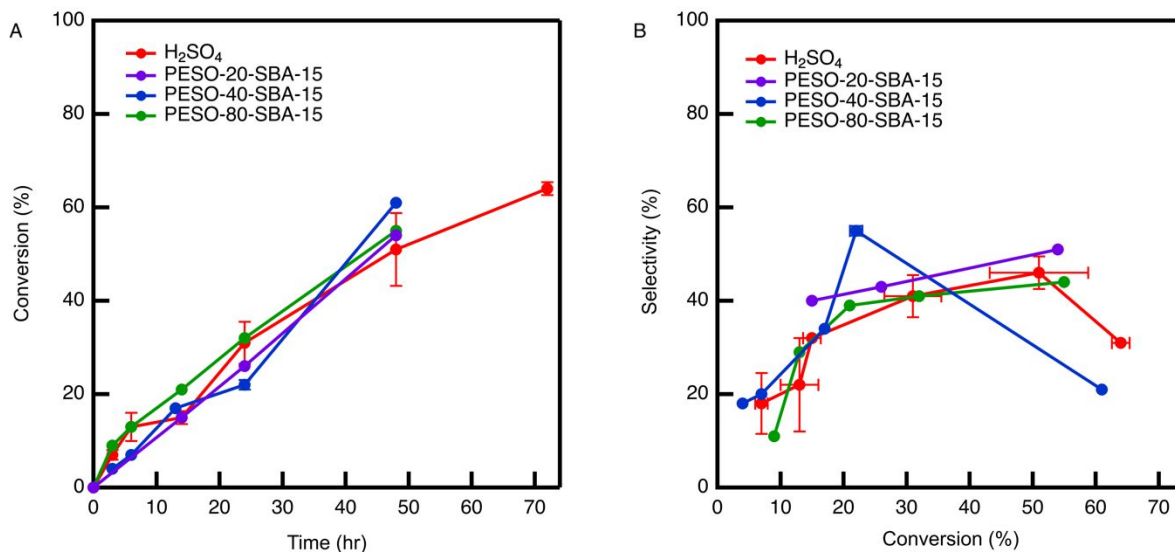 A
H₂SO₄
PESO-20-SBA-15
PESO-40-SBA-15
PESO-80-SBA-15
Conversion (%)
100
80
60
40
20
0
0 10 20 30 40 50 60 70
Time (hr)
B
H₂SO₄
PESO-20-SBA-15
PESO-40-SBA-15
PESO-80-SBA-15
Selectivity (%)
100
80
60
40
20
0
0 10 20 30 40 50 60 70
Conversion (%)